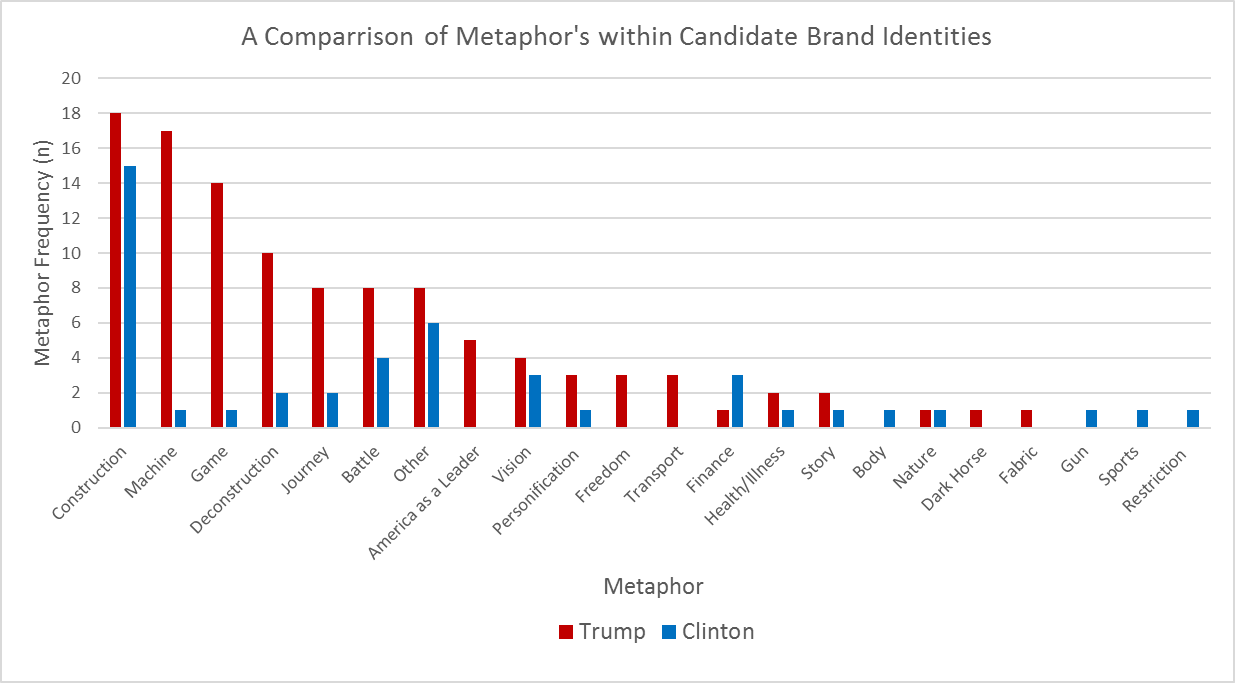 A Comparrison of Metaphor's within Candidate Brand Identities
Metaphor Frequency (n)
20
18
16
14
12
10
8
6
4
2
0
Construction
Machine
Game
Deconstruction
Journey
Battle
Other
America as a Leader
Vision
Personification
Freedom
Transport
Finance
Health/Illness
Story
Body
Nature
Dark Horse
Fabric
Gun
Sports
Restriction
Metaphor
Trump Clinton